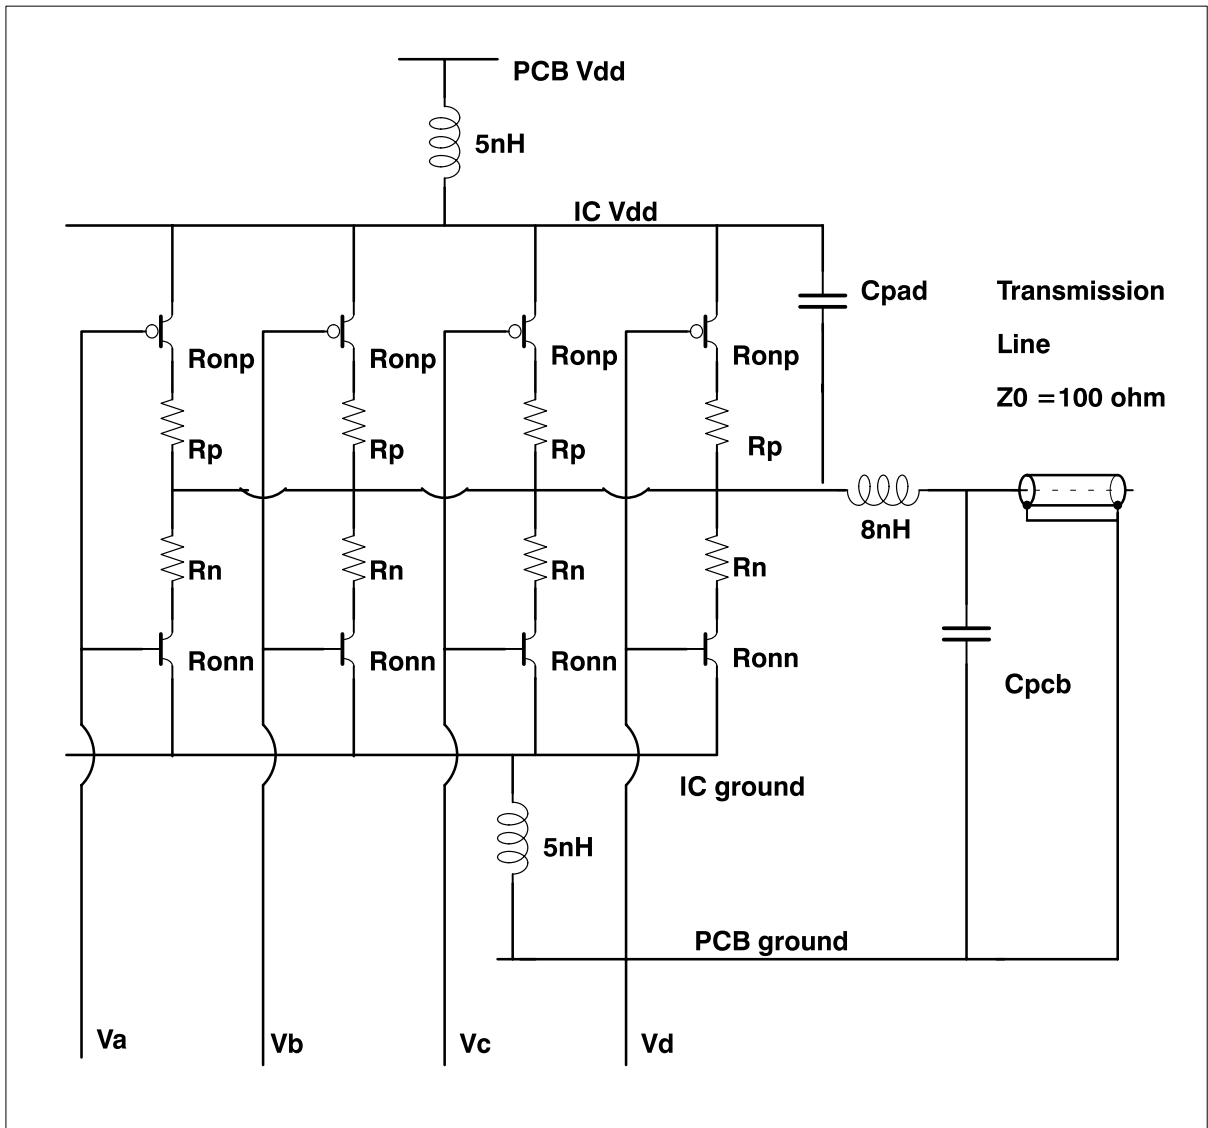 PCB Vdd
5nH
IC Vdd
Cpad
Transmission
Line
Z0 =100 ohm
Ronp
Ronp
Ronp
Ronp
Rp
Rp
Rp
Rp
8nH
Rn
Rn
Rn
Rn
Ronn
Ronn
Ronn
Ronn
Cpcb
IC ground
5nH
PCB ground
Va
Vb
Vc
Vd